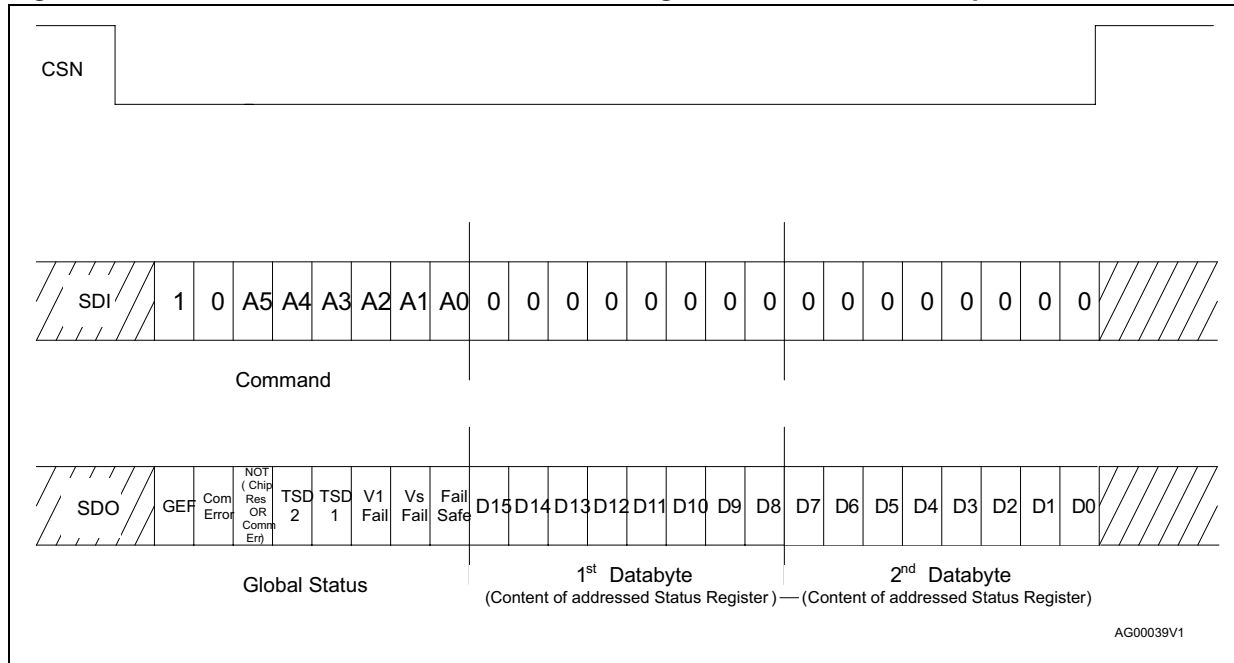 CSN
SDI 1 0 A5 A4 A3 A2 A1 A0 0 0 0 0 0 0 0 0 0 0 0 0 0 0 0 0
Command
SDO GEF Com Error NOT ( Chip Res OR Comm Err) TSD 2 TSD 1 V1 Fail Vs Fail Fail Safe D15 D14 D13 D12 D11 D10 D9 D8 D7 D6 D5 D4 D3 D2 D1 D0
Global Status
1st Databyte 2nd Databyte
(Content of addressed Status Register ) — (Content of addressed Status Register)
AG00039V1